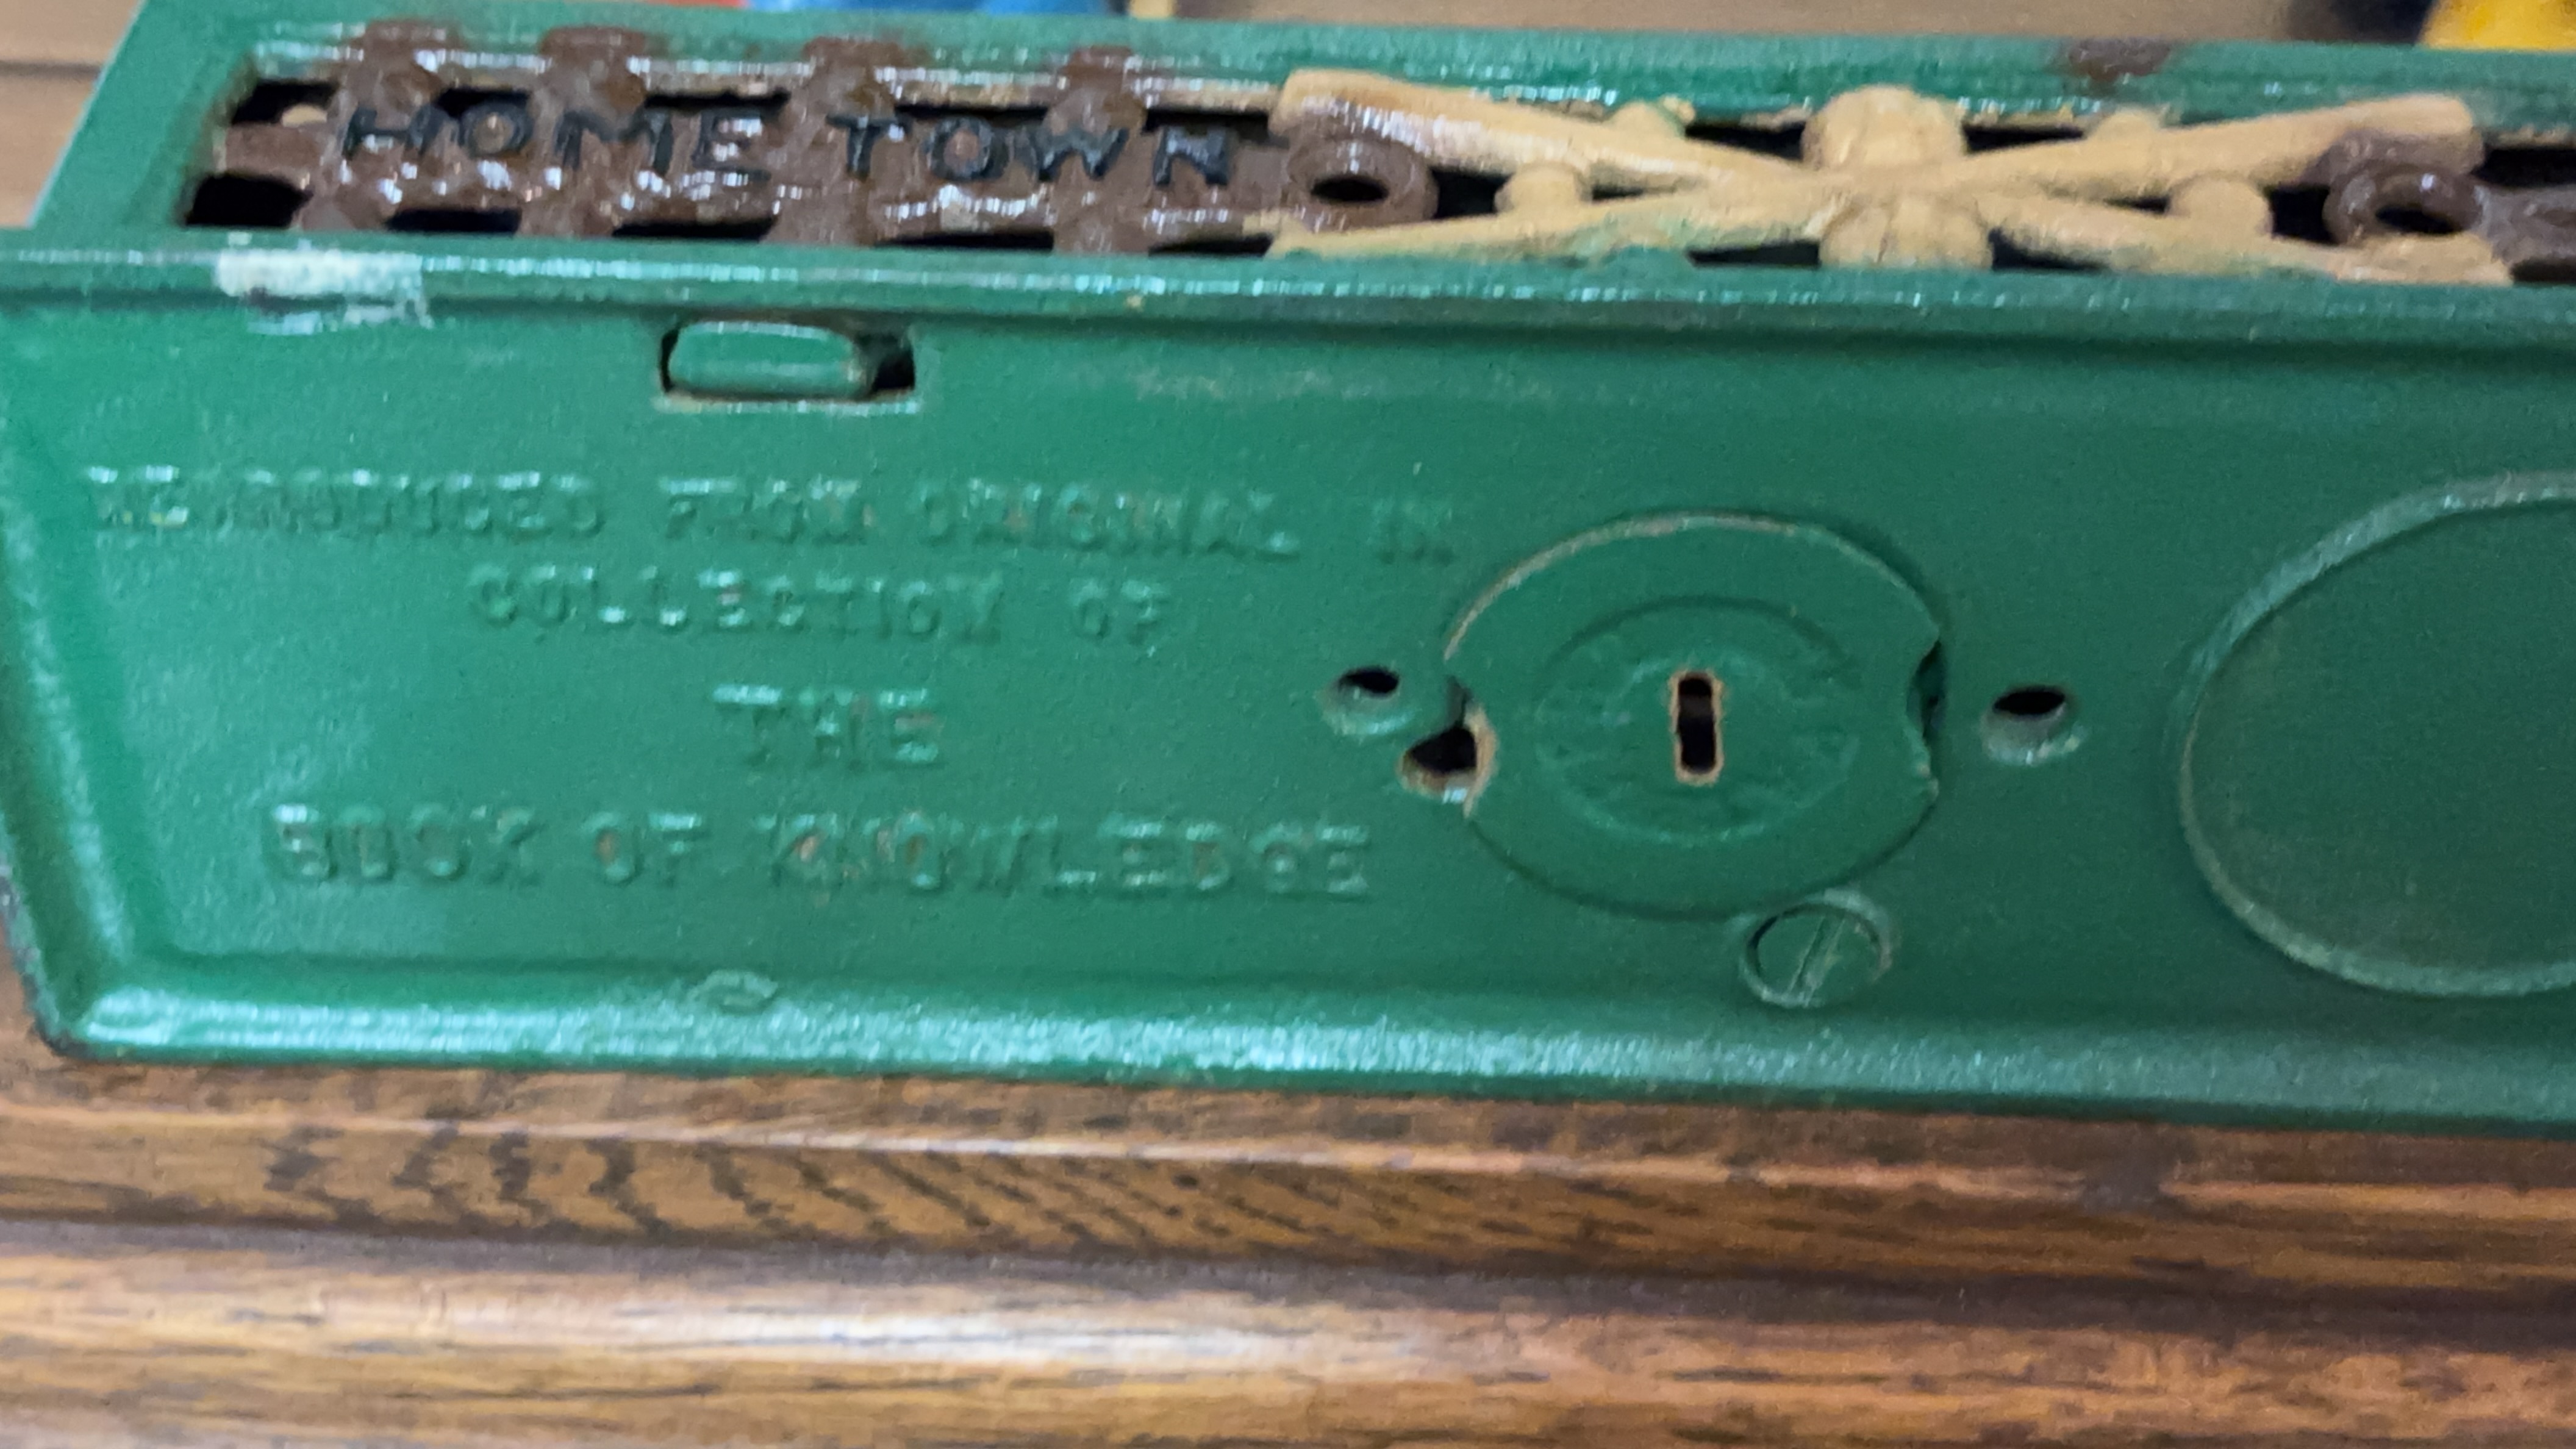 HOME TOWN
REPRODUCED FROM ORIGINAL IN
COLLECTION OF
THE
BOOK OF KNOWLEDGE